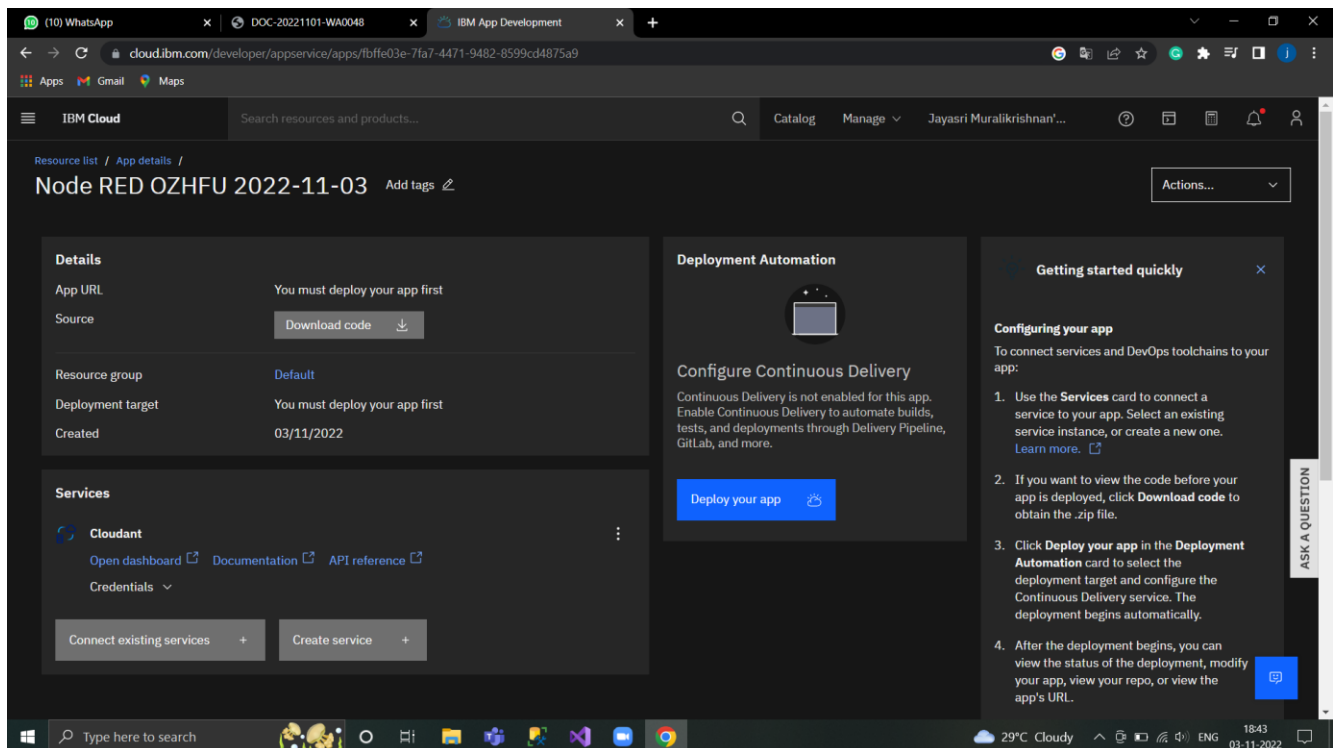 (10) WhatsApp
DOC-20221101-WA0048
IBM App Development
cloud.ibm.com/developer/appservice/apps/fbffe03e-7fa7-4471-9482-8599cd4875a9
Apps
Gmail
Maps
IBM Cloud
Search resources and products...
Catalog
Manage
Jayasri Muralikrishnan'...
Resource list / App details /
Node RED OZHFU 2022-11-03
Add tags
Actions...
Details
App URL
You must deploy your app first
Source
Download code
Resource group
Default
Deployment target
You must deploy your app first
Created
03/11/2022
Services
Cloudant
Open dashboard
Documentation
API reference
Credentials
Connect existing services +
Create service +
Deployment Automation
Configure Continuous Delivery
Continuous Delivery is not enabled for this app.
Enable Continuous Delivery to automate builds,
tests, and deployments through Delivery Pipeline,
GitLab, and more.
Deploy your app
Getting started quickly
Configuring your app
To connect services and DevOps toolchains to your
app:
1. Use the Services card to connect a
service to your app. Select an existing
service instance, or create a new one.
Learn more.
2. If you want to view the code before your
app is deployed, click Download code to
obtain the .zip file.
3. Click Deploy your app in the Deployment
Automation card to select the
deployment target and configure the
Continuous Delivery service. The
deployment begins automatically.
4. After the deployment begins, you can
view the status of the deployment, modify
your app, view your repo, or view the
app's URL.
ASK A QUESTION
Type here to search
29°C Cloudy
ENG
18:43
03-11-2022